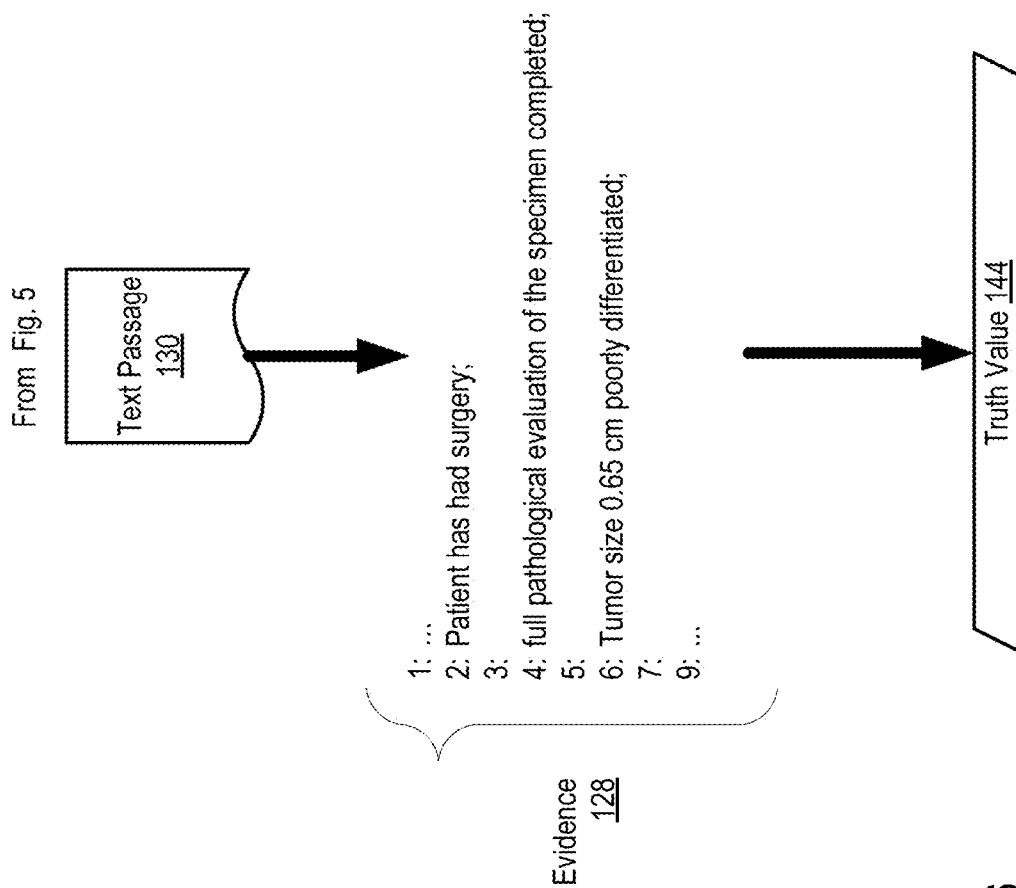 From Fig. 5
Text Passage
130
1: ...
2: Patient has had surgery;
3:
4: full pathological evaluation of the specimen completed;
5:
6: Tumor size 0.65 cm poorly differentiated;
7:
9: ...
Evidence
128
Truth Value 144